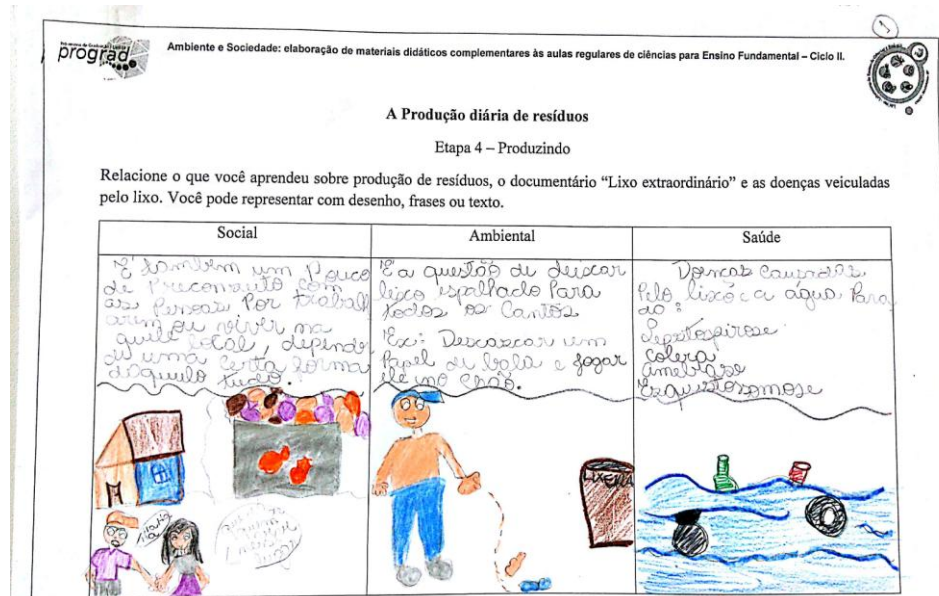 1
prograd
Ambiente e Sociedade: elaboração de materiais didáticos complementares às aulas regulares de ciências para Ensino Fundamental – Ciclo II.
A Produção diária de resíduos
Etapa 4 – Produzindo
Relacione o que você aprendeu sobre produção de resíduos, o documentário “Lixo extraordinário” e as doenças veiculadas
pelo lixo. Você pode representar com desenho, frases ou texto.
Social
É também um pouco
de Preconceito com
as Pessoas Por trabalh
arem ou viver na
quele local, depende
de uma certa forma
daquilo tudo.
Ambiental
É a questão de deixar
lixo espalhado Para
todos os Cantos
Ex: Descascar um
Papel de bala e jogar
ele no chão.
LIXEIRA
Saúde
Doencas Causadas
Pelo lixo e a água Para
do:
Lepitospirose
colera
amebiase
Esquistossomose